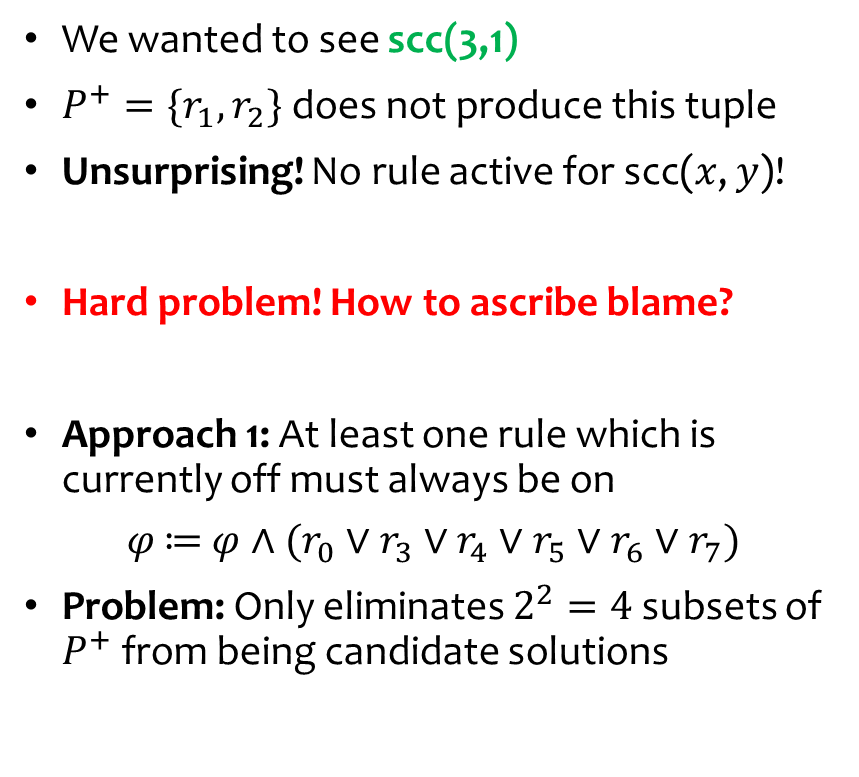 • We wanted to see scc(3,1)
• P⁺ = {r₁, r₂} does not produce this tuple
• Unsurprising! No rule active for scc(x, y)!
• Hard problem! How to ascribe blame?
• Approach 1: At least one rule which is
currently off must always be on
φ ≔ φ ∧ (r₀ ∨ r₃ ∨ r₄ ∨ r₅ ∨ r₆ ∨ r₇)
• Problem: Only eliminates 2² = 4 subsets of
P⁺ from being candidate solutions